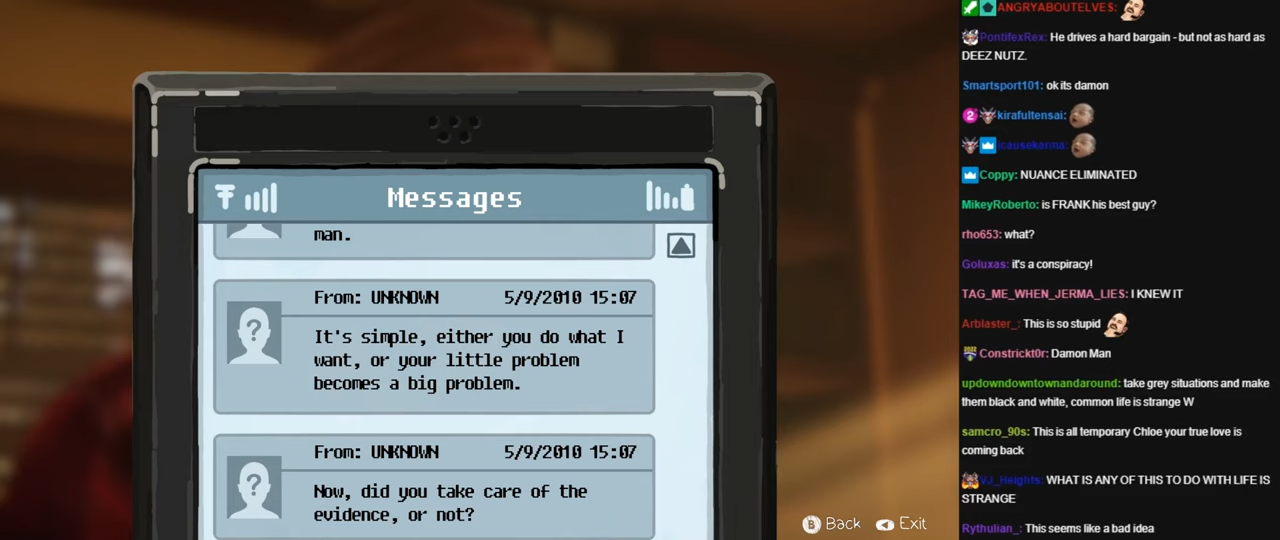 Messages
man.
From: UNKNOWN 5/9/2010 15:07
It's simple, either you do what I
want, or your little problem
becomes a big problem.
From: UNKNOWN 5/9/2010 15:07
Now, did you take care of the
evidence, or not?
B Back Exit
ANGRYABOUTELVES:
PontifexRex: He drives a hard bargain - but not as hard as
DEEZ NUTZ.
Smartsport101: ok its damon
2 kirafultensai:
icausekarma:
Coppy: NUANCE ELIMINATED
MikeyRoberto: is FRANK his best guy?
rho653: what?
Goluxas: it's a conspiracy!
TAG_ME_WHEN_JERMA_LIES: I KNEW IT
Arblaster_: This is so stupid
Constrickt0r: Damon Man
updowndowntownandaround: take grey situations and make
them black and white, common life is strange W
samcro_90s: This is all temporary Chloe your true love is
coming back
VJ_Heights: WHAT IS ANY OF THIS TO DO WITH LIFE IS
STRANGE
Rythulian_: This seems like a bad idea